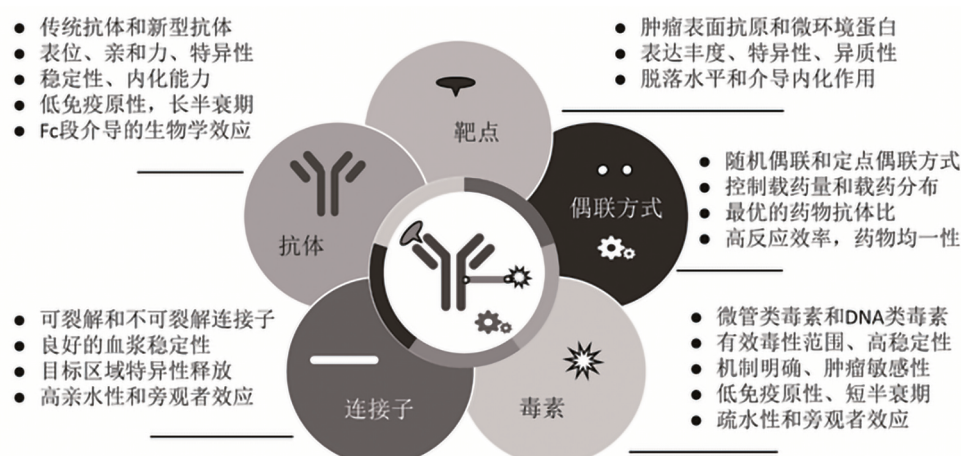 ● 传统抗体和新型抗体
● 表位、亲和力、特异性
● 稳定性、内化能力
● 低免疫原性，长半衰期
● Fc段介导的生物学效应
● 肿瘤表面抗原和微环境蛋白
● 表达丰度、特异性、异质性
● 脱落水平和介导内化作用
靶点
● 随机偶联和定点偶联方式
● 控制载药量和载药分布
● 最优的药物抗体比
● 高反应效率，药物均一性
偶联方式
抗体
● 可裂解和不可裂解连接子
● 良好的血浆稳定性
● 目标区域特异性释放
● 高亲水性和旁观者效应
● 微管类毒素和DNA类毒素
● 有效毒性范围、高稳定性
● 机制明确、肿瘤敏感性
● 低免疫原性、短半衰期
● 疏水性和旁观者效应
连接子
毒素